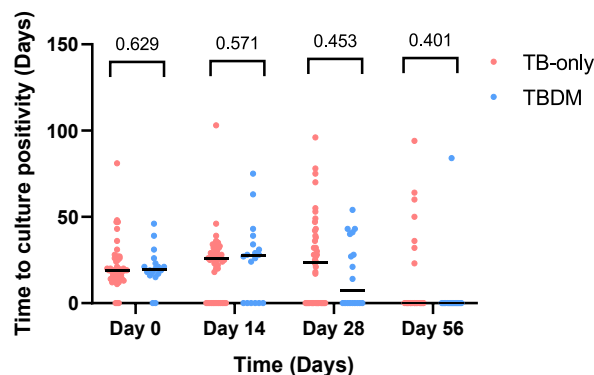 0.629 0.571 0.453 0.401
TB-only
TBDM
Time to culture positivity (Days)
150
100
50
0
Day 0 Day 14 Day 28 Day 56
Time (Days)